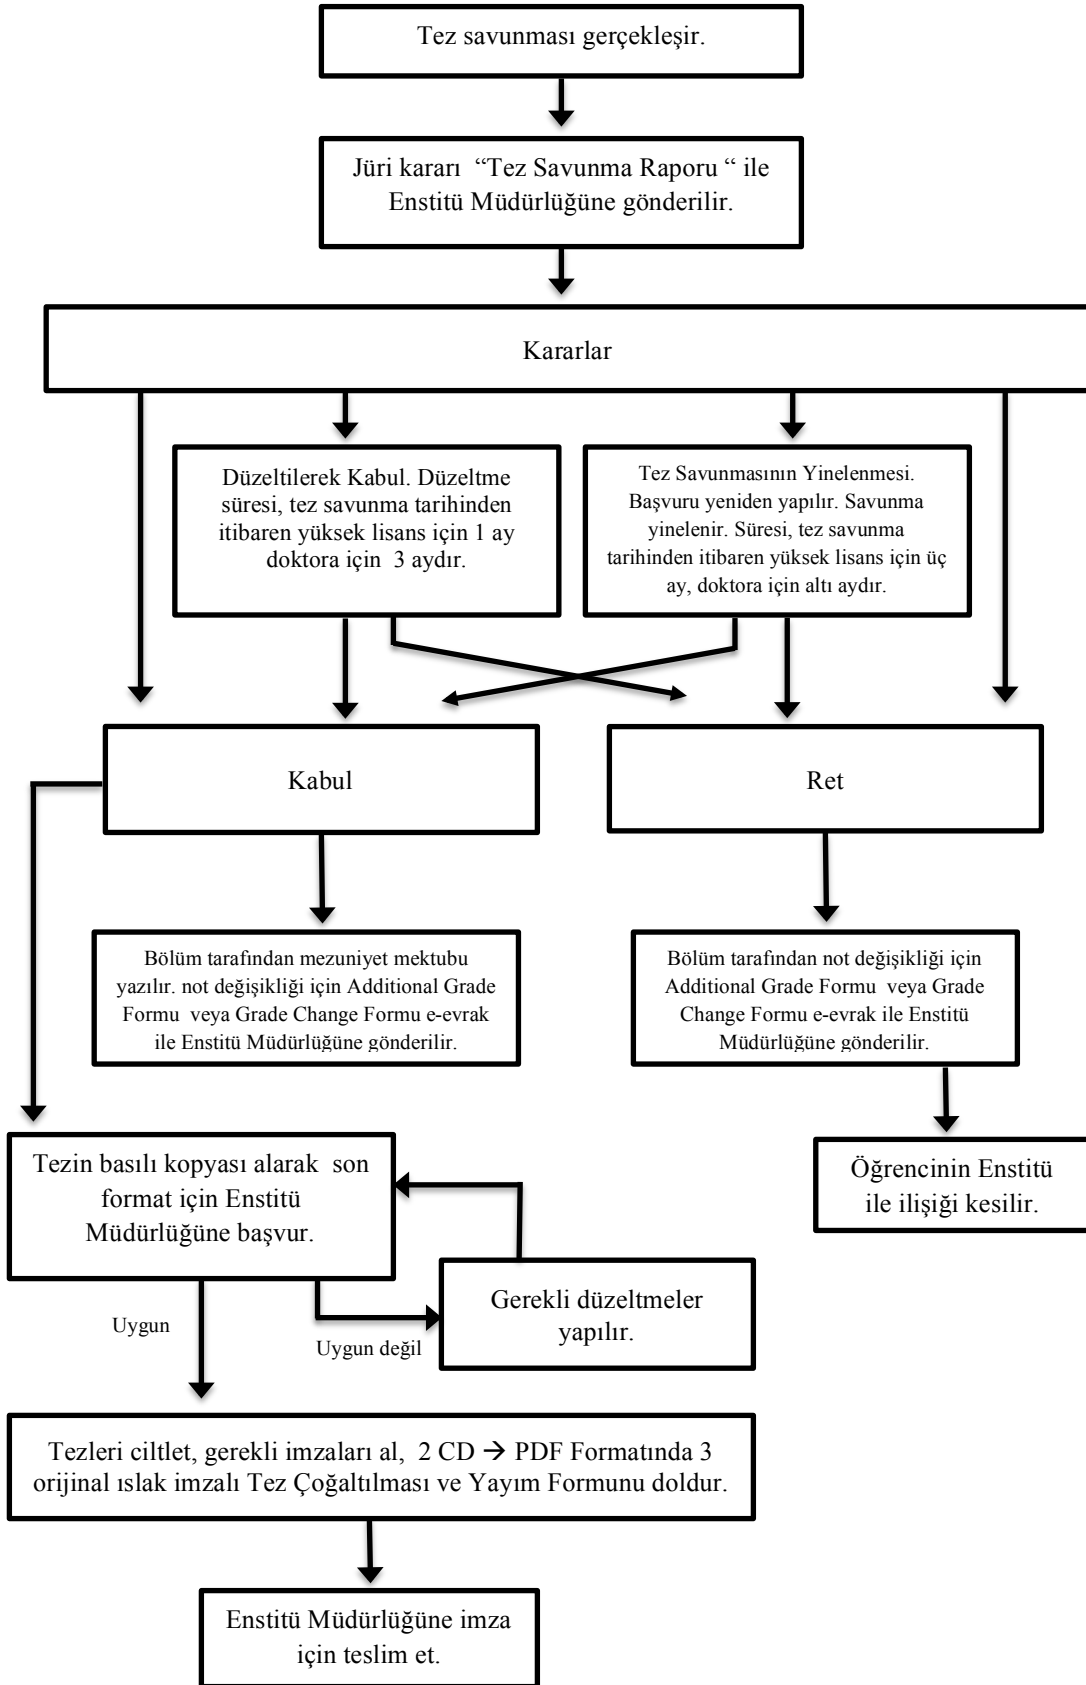 Tez savunması gerçekleşir.
Jüri kararı “Tez Savunma Raporu “ ile
Enstitü Müdürlüğüne gönderilir.
Kararlar
Düzeltilerek Kabul. Düzeltme
süresi, tez savunma tarihinden
itibaren yüksek lisans için 1 ay
doktora için 3 aydır.
Tez Savunmasının Yinelenmesi.
Başvuru yeniden yapılır. Savunma
yinelenir. Süresi, tez savunma
tarihinden itibaren yüksek lisans için üç
ay, doktora için altı aydır.
Kabul
Ret
Bölüm tarafından mezuniyet mektubu
yazılır. not değişikliği için Additional Grade
Formu veya Grade Change Formu e-evrak
ile Enstitü Müdürlüğüne gönderilir.
Bölüm tarafından not değişikliği için
Additional Grade Formu veya Grade
Change Formu e-evrak ile Enstitü
Müdürlüğüne gönderilir.
Tezin basılı kopyası alarak son
format için Enstitü
Müdürlüğüne başvur.
Öğrencinin Enstitü
ile ilişiği kesilir.
Gerekli düzeltmeler
yapılır.
Uygun
Uygun değil
Tezleri ciltlet, gerekli imzaları al, 2 CD → PDF Formatında 3
orijinal ıslak imzalı Tez Çoğaltılması ve Yayım Formunu doldur.
Enstitü Müdürlüğüne imza
için teslim et.